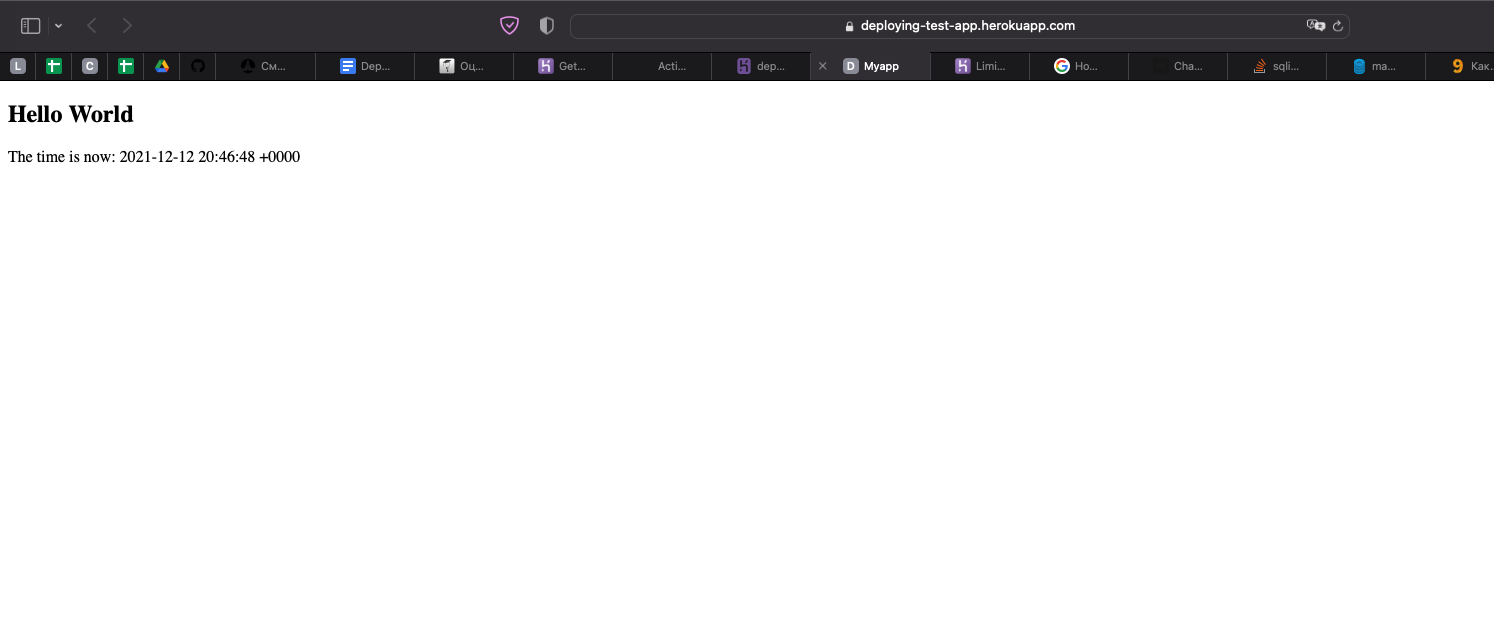 deploying-test-app.herokuapp.com
L C См... Dep... Оц... Get... Acti... dep... D Myapp Limi... Ho... Cha... sqli... ma... Как.
Hello World
The time is now: 2021-12-12 20:46:48 +0000